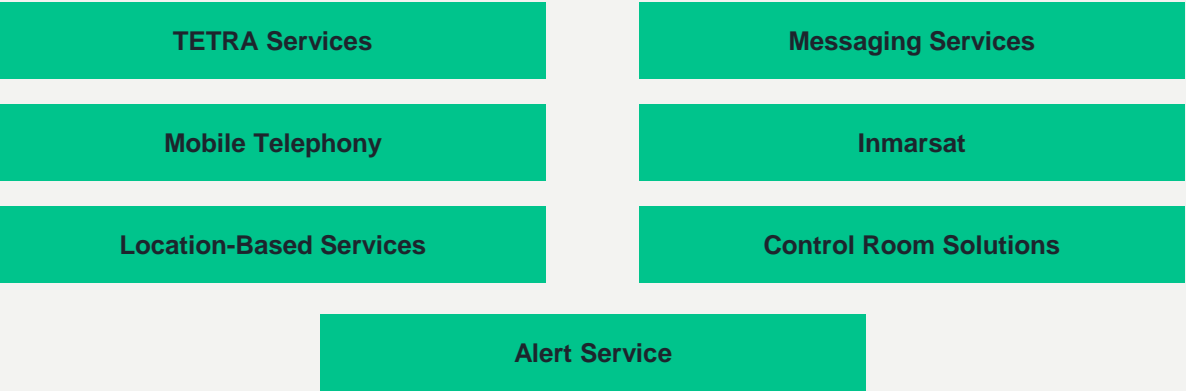 TETRA Services
Messaging Services
Mobile Telephony
Inmarsat
Location-Based Services
Control Room Solutions
Alert Service